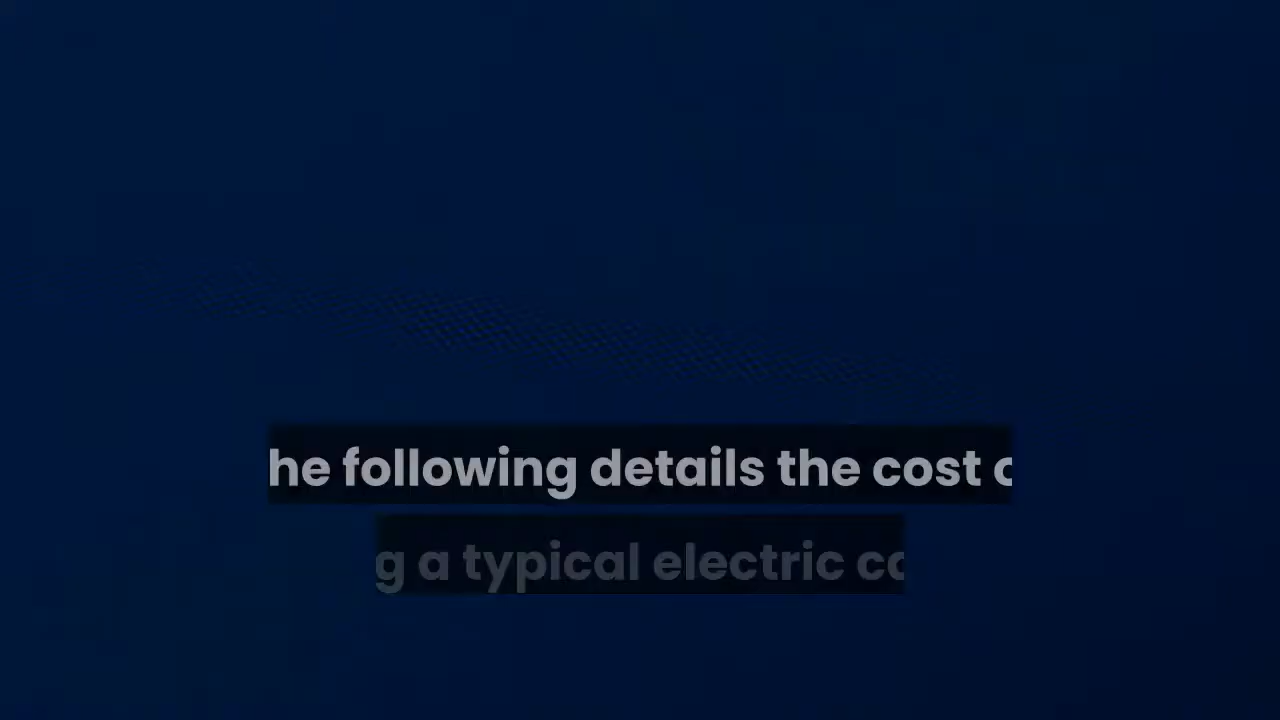 he following details the cost
a typical electric